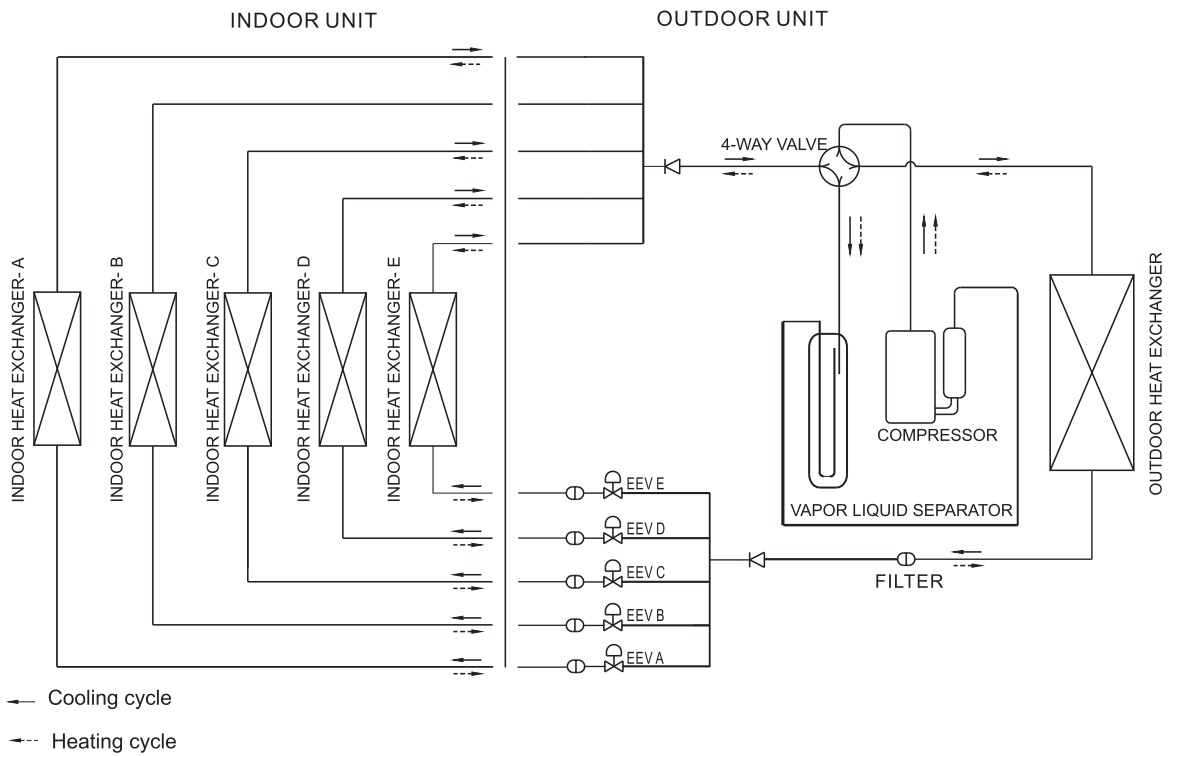 INDOOR UNIT
OUTDOOR UNIT
4-WAY VALVE
INDOOR HEAT EXCHANGER- A
INDOOR HEAT EXCHANGER- B
INDOOR HEAT EXCHANGER- C
INDOOR HEAT EXCHANGER- D
INDOOR HEAT EXCHANGER- E
OUTDOOR HEAT EXCHANGER
COMPRESSOR
VAPOR LIQUID SEPARATOR
EEV E
EEV D
EEV C
EEV B
EEV A
FILTER
Cooling cycle
Heating cycle